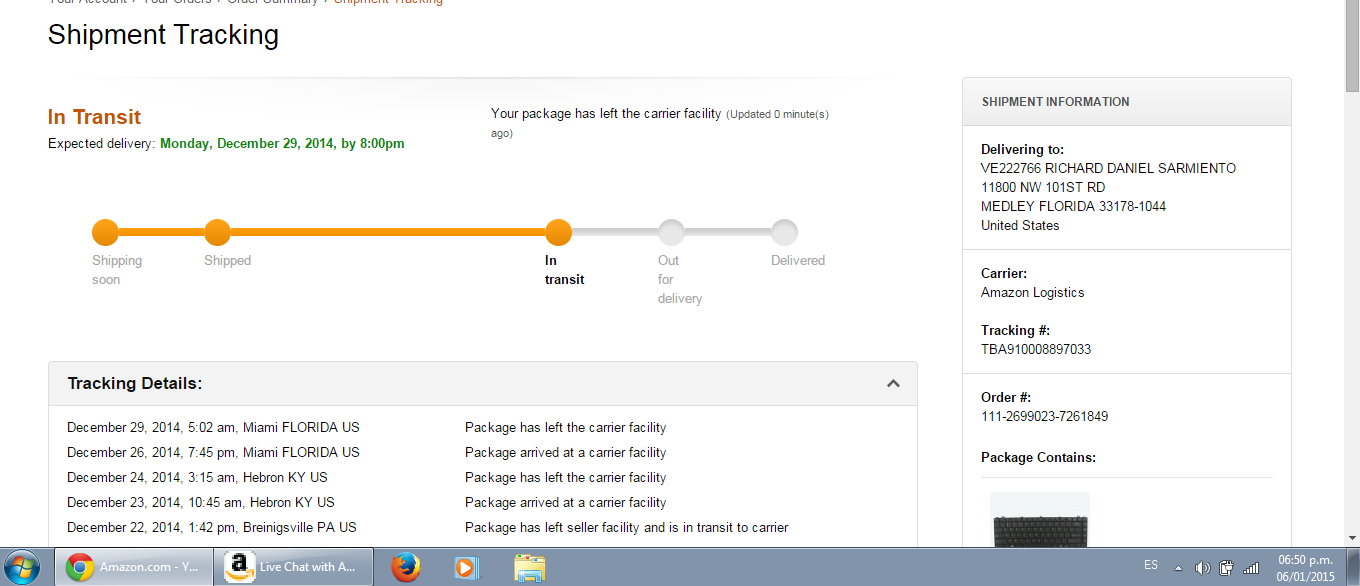 Your Account › Your Orders › Order Summary › Shipment Tracking
Shipment Tracking
In Transit
Expected delivery: Monday, December 29, 2014, by 8:00pm
Your package has left the carrier facility (Updated 0 minute(s)
ago)
Shipping
soon
Shipped
In
transit
Out
for
delivery
Delivered
Tracking Details:
December 29, 2014, 5:02 am, Miami FLORIDA US Package has left the carrier facility
December 26, 2014, 7:45 pm, Miami FLORIDA US Package arrived at a carrier facility
December 24, 2014, 3:15 am, Hebron KY US Package has left the carrier facility
December 23, 2014, 10:45 am, Hebron KY US Package arrived at a carrier facility
December 22, 2014, 1:42 pm, Breinigsville PA US Package has left seller facility and is in transit to carrier
SHIPMENT INFORMATION
Delivering to:
VE222766 RICHARD DANIEL SARMIENTO
11800 NW 101ST RD
MEDLEY FLORIDA 33178-1044
United States
Carrier:
Amazon Logistics
Tracking #:
TBA910008897033
Order #:
111-2699023-7261849
Package Contains:
Amazon.com - Y...
a Live Chat with A...
ES
06:50 p.m.
06/01/2015